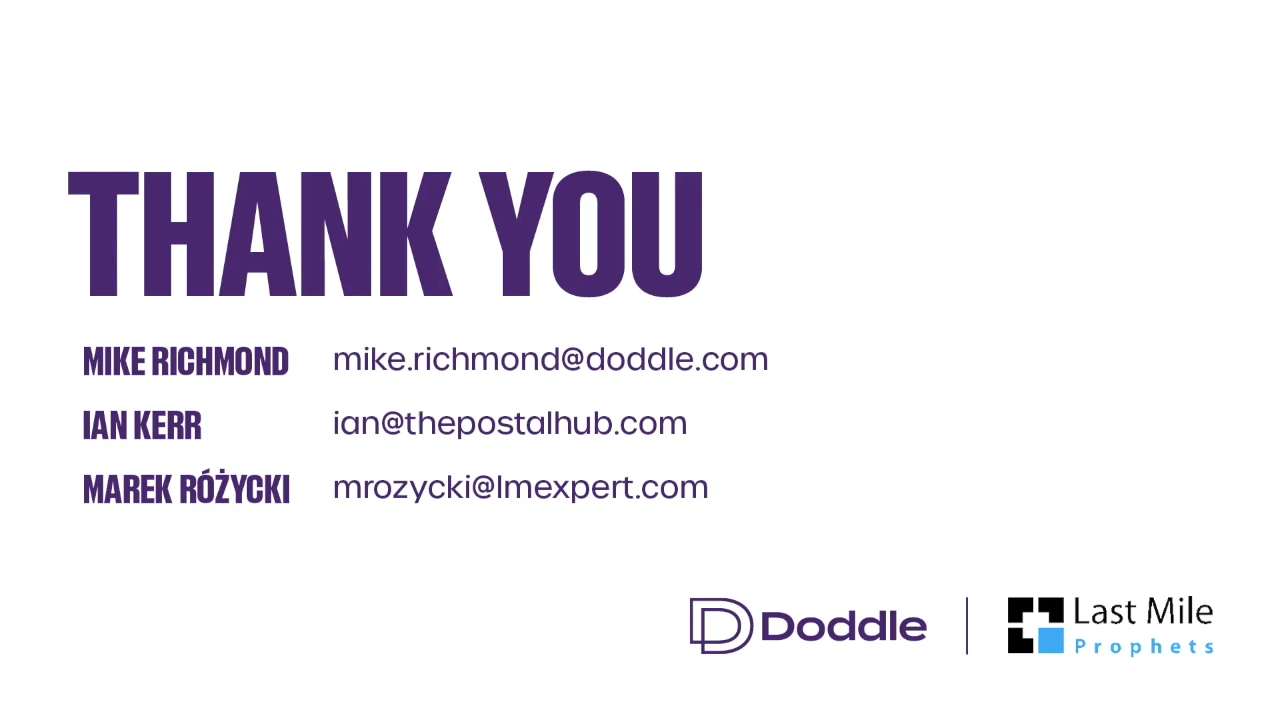 THANK YOU
MIKE RICHMOND mike.richmond@doddle.com
IAN KERR ian@thepostalhub.com
MAREK RÓŻYCKI mrozycki@lmexpert.com
Doddle
Last Mile
Prophets